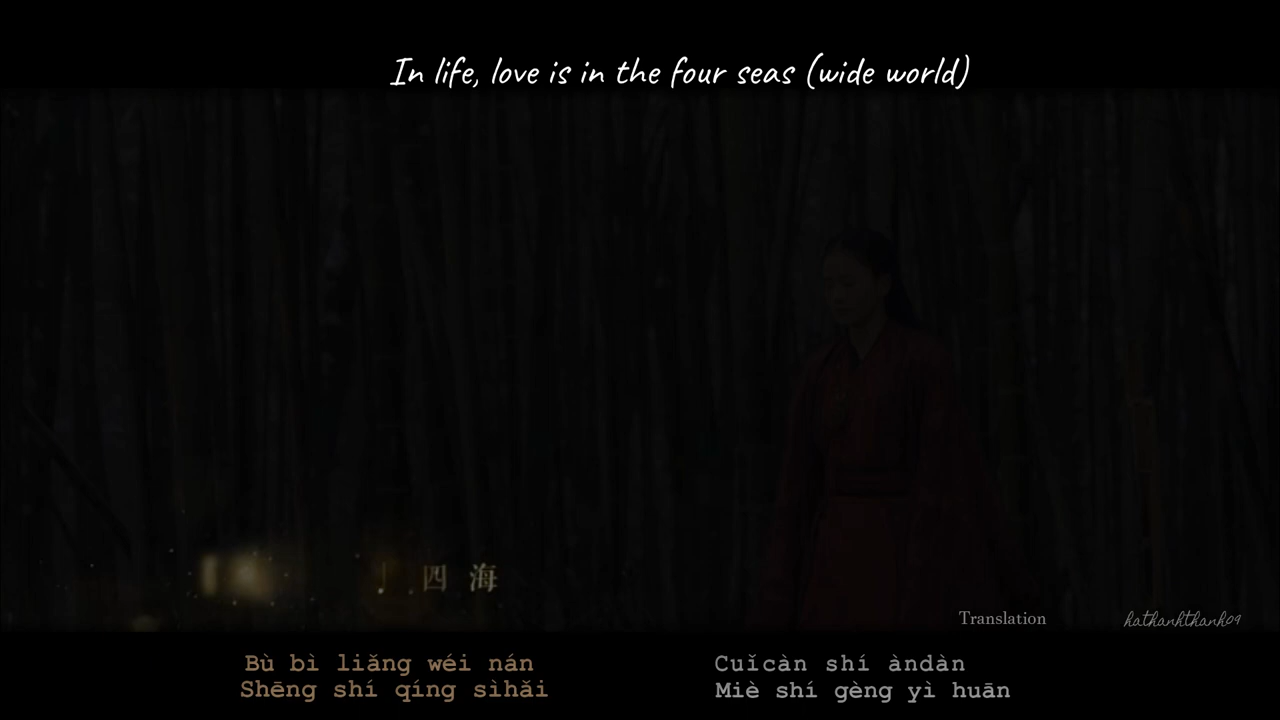 In life, love is in the four seas (wide world)
四海
Translation
hathanhthanh09
Bù bì liǎng wéi nán
Shēng shí qíng sìhǎi
Cuǐcàn shí àndàn
Miè shí gèng yì huān